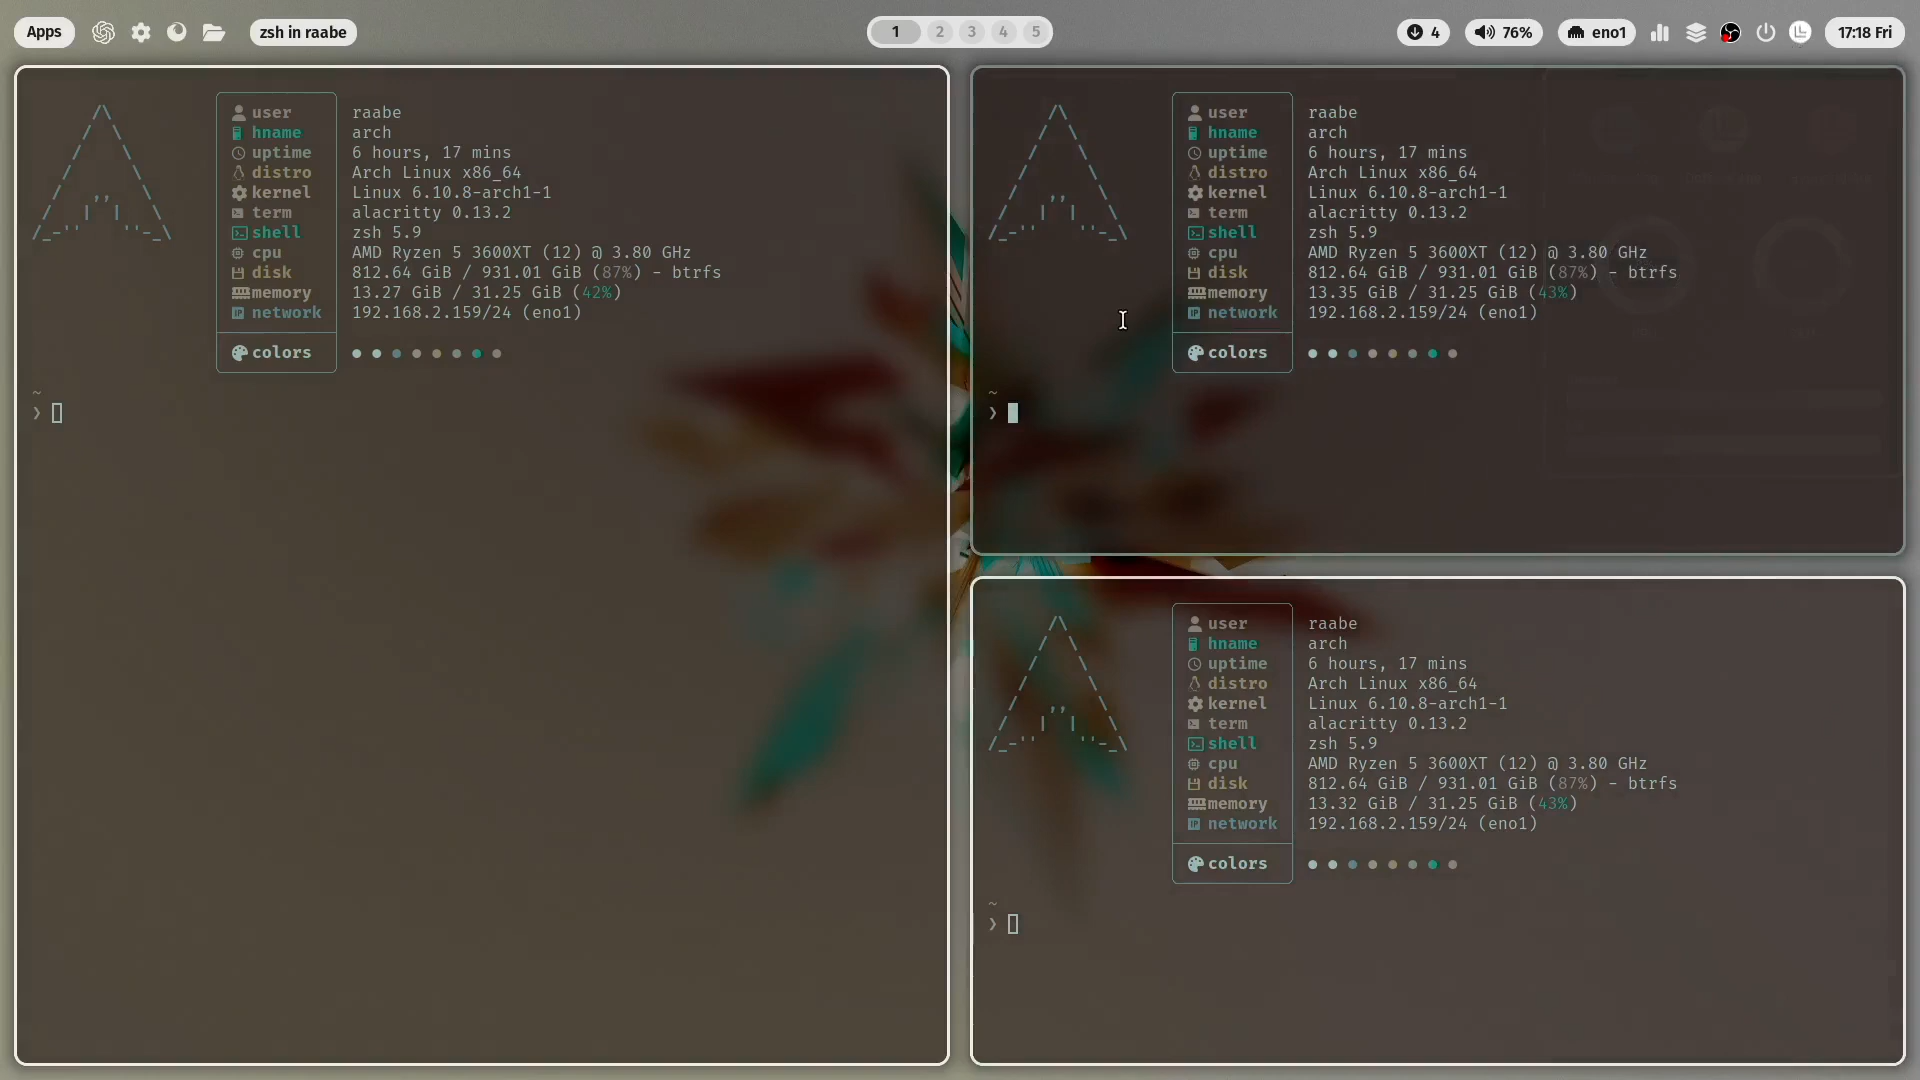 Apps
zsh in raabe
1 2 3 4 5
4
76%
eno1
17:18 Fri
user raabe
hname arch
uptime 6 hours, 17 mins
distro Arch Linux x86_64
kernel Linux 6.10.8-arch1-1
term alacritty 0.13.2
shell zsh 5.9
cpu AMD Ryzen 5 3600XT (12) @ 3.80 GHz
disk 812.64 GiB / 931.01 GiB (87%) - btrfs
memory 13.27 GiB / 31.25 GiB (42%)
network 192.168.2.159/24 (eno1)
colors
~
❯
user raabe
hname arch
uptime 6 hours, 17 mins
distro Arch Linux x86_64
kernel Linux 6.10.8-arch1-1
term alacritty 0.13.2
shell zsh 5.9
cpu AMD Ryzen 5 3600XT (12) @ 3.80 GHz
disk 812.64 GiB / 931.01 GiB (87%) - btrfs
memory 13.35 GiB / 31.25 GiB (43%)
network 192.168.2.159/24 (eno1)
colors
~
❯
user raabe
hname arch
uptime 6 hours, 17 mins
distro Arch Linux x86_64
kernel Linux 6.10.8-arch1-1
term alacritty 0.13.2
shell zsh 5.9
cpu AMD Ryzen 5 3600XT (12) @ 3.80 GHz
disk 812.64 GiB / 931.01 GiB (87%) - btrfs
memory 13.32 GiB / 31.25 GiB (43%)
network 192.168.2.159/24 (eno1)
colors
~
❯